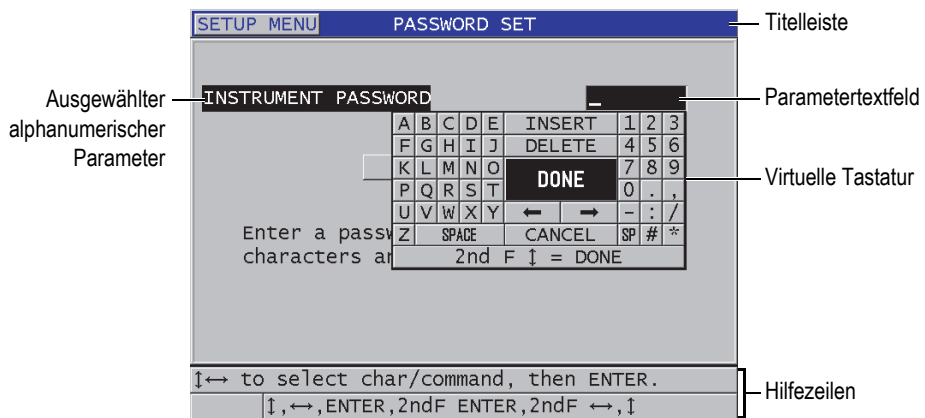 SETUP MENU PASSWORD SET
Titelleiste
Ausgewählter
alphanumerischer
Parameter
INSTRUMENT PASSWORD _
Parametertextfeld
A B C D E INSERT 1 2 3
F G H I J DELETE 4 5 6
K L M N O DONE 7 8 9
P Q R S T 0 . ,
U V W X Y ← → - : /
Z SPACE CANCEL SP # *
2nd F ↕ = DONE
Virtuelle Tastatur
Enter a passw
characters an
↕↔ to select char/command, then ENTER.
↕,↔,ENTER,2ndF ENTER,2ndF ↔,↕
Hilfezeilen